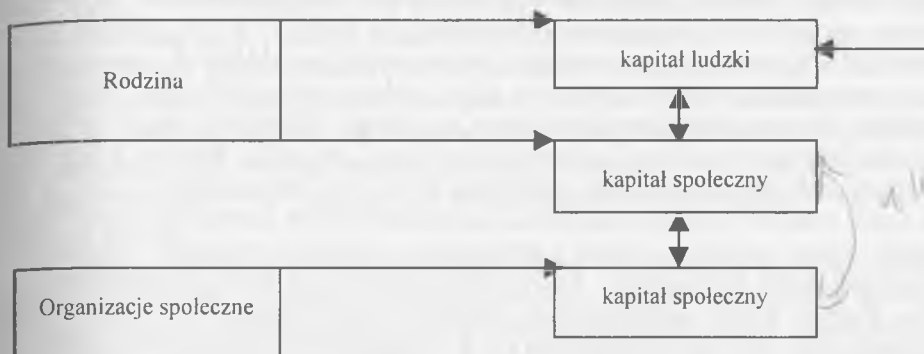 Rodzina
kapitał ludzki
kapitał społeczny
Organizacje społeczne
kapitał społeczny